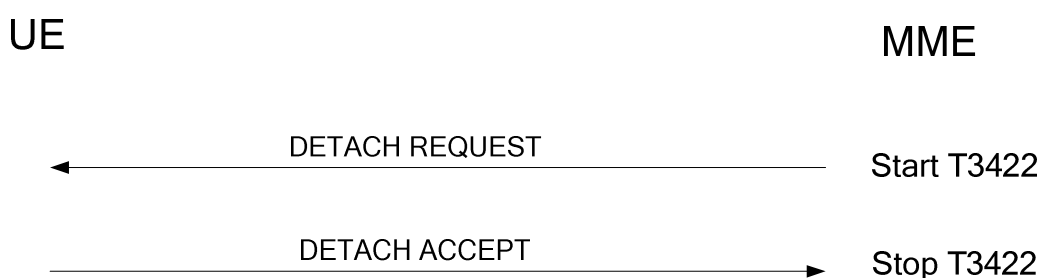 UE
MME
DETACH REQUEST
Start T3422
DETACH ACCEPT
Stop T3422